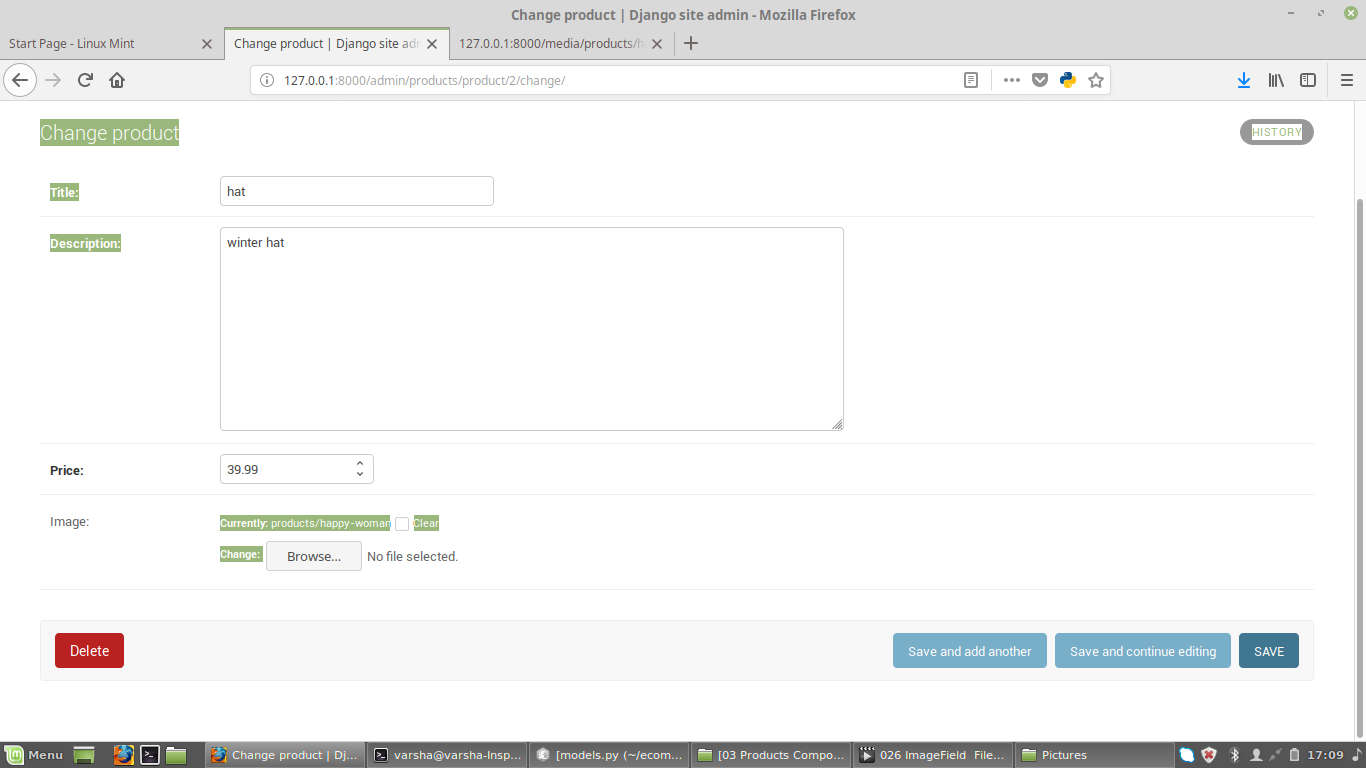 Change product | Django site admin - Mozilla Firefox
Start Page - Linux Mint
Change product | Django site ad
127.0.0.1:8000/media/products/h
127.0.0.1:8000/admin/products/product/2/change/
Change product
HISTORY
Title:
hat
Description:
winter hat
Price:
39.99
Image:
Currently: products/happy-woman
Clear
Change:
Browse...
No file selected.
Delete
Save and add another
Save and continue editing
SAVE
Menu
Change product | Dj...
varsha@varsha-Insp...
[models.py (~/ecom...
[03 Products Compo...
026 ImageField File...
Pictures
17:09